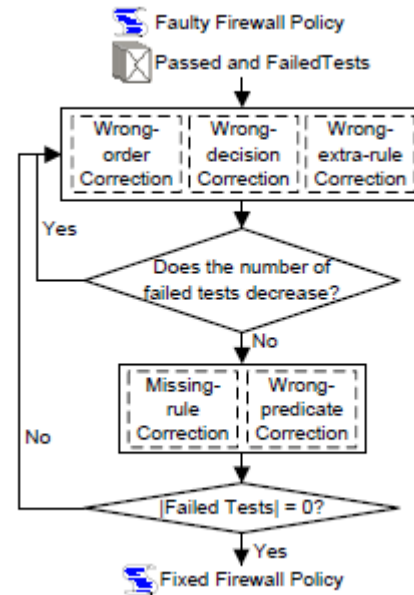 Faulty Firewall Policy
Passed and FailedTests
Wrong-
order
Correction
Wrong-
decision
Correction
Wrong-
extra-rule
Correction
Yes
Does the number of
failed tests decrease?
No
Missing-
rule
Correction
Wrong-
predicate
Correction
No
|Failed Tests| = 0?
Yes
Fixed Firewall Policy